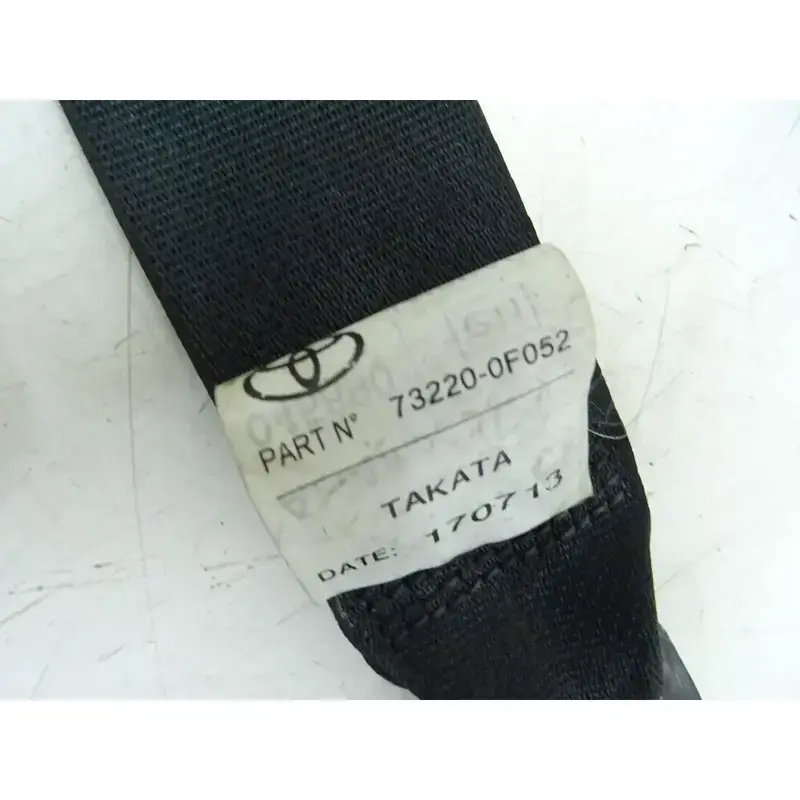 PART N° 73220-0F052
TAKATA
DATE: 170713